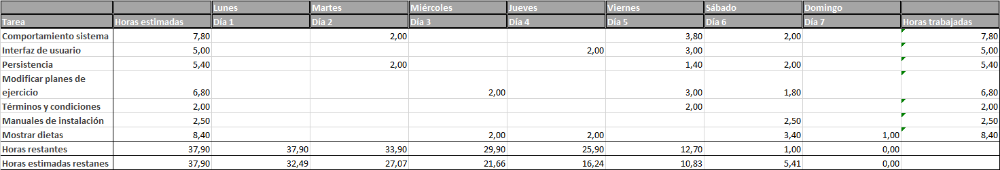 Lunes Martes Miércoles Jueves Viernes Sábado Domingo
Tarea Horas estimadas Día 1 Día 2 Día 3 Día 4 Día 5 Día 6 Día 7 Horas trabajadas
Comportamiento sistema 7,80 2,00 3,80 2,00 7,80
Interfaz de usuario 5,00 2,00 3,00 5,00
Persistencia 5,40 2,00 1,40 2,00 5,40
Modificar planes de
ejercicio 6,80 2,00 3,00 1,80 6,80
Términos y condiciones 2,00 2,00 2,00
Manuales de instalación 2,50 2,50 2,50
Mostrar dietas 8,40 2,00 2,00 3,40 1,00 8,40
Horas restantes 37,90 37,90 33,90 29,90 25,90 12,70 1,00 0,00
Horas estimadas restanes 37,90 32,49 27,07 21,66 16,24 10,83 5,41 0,00